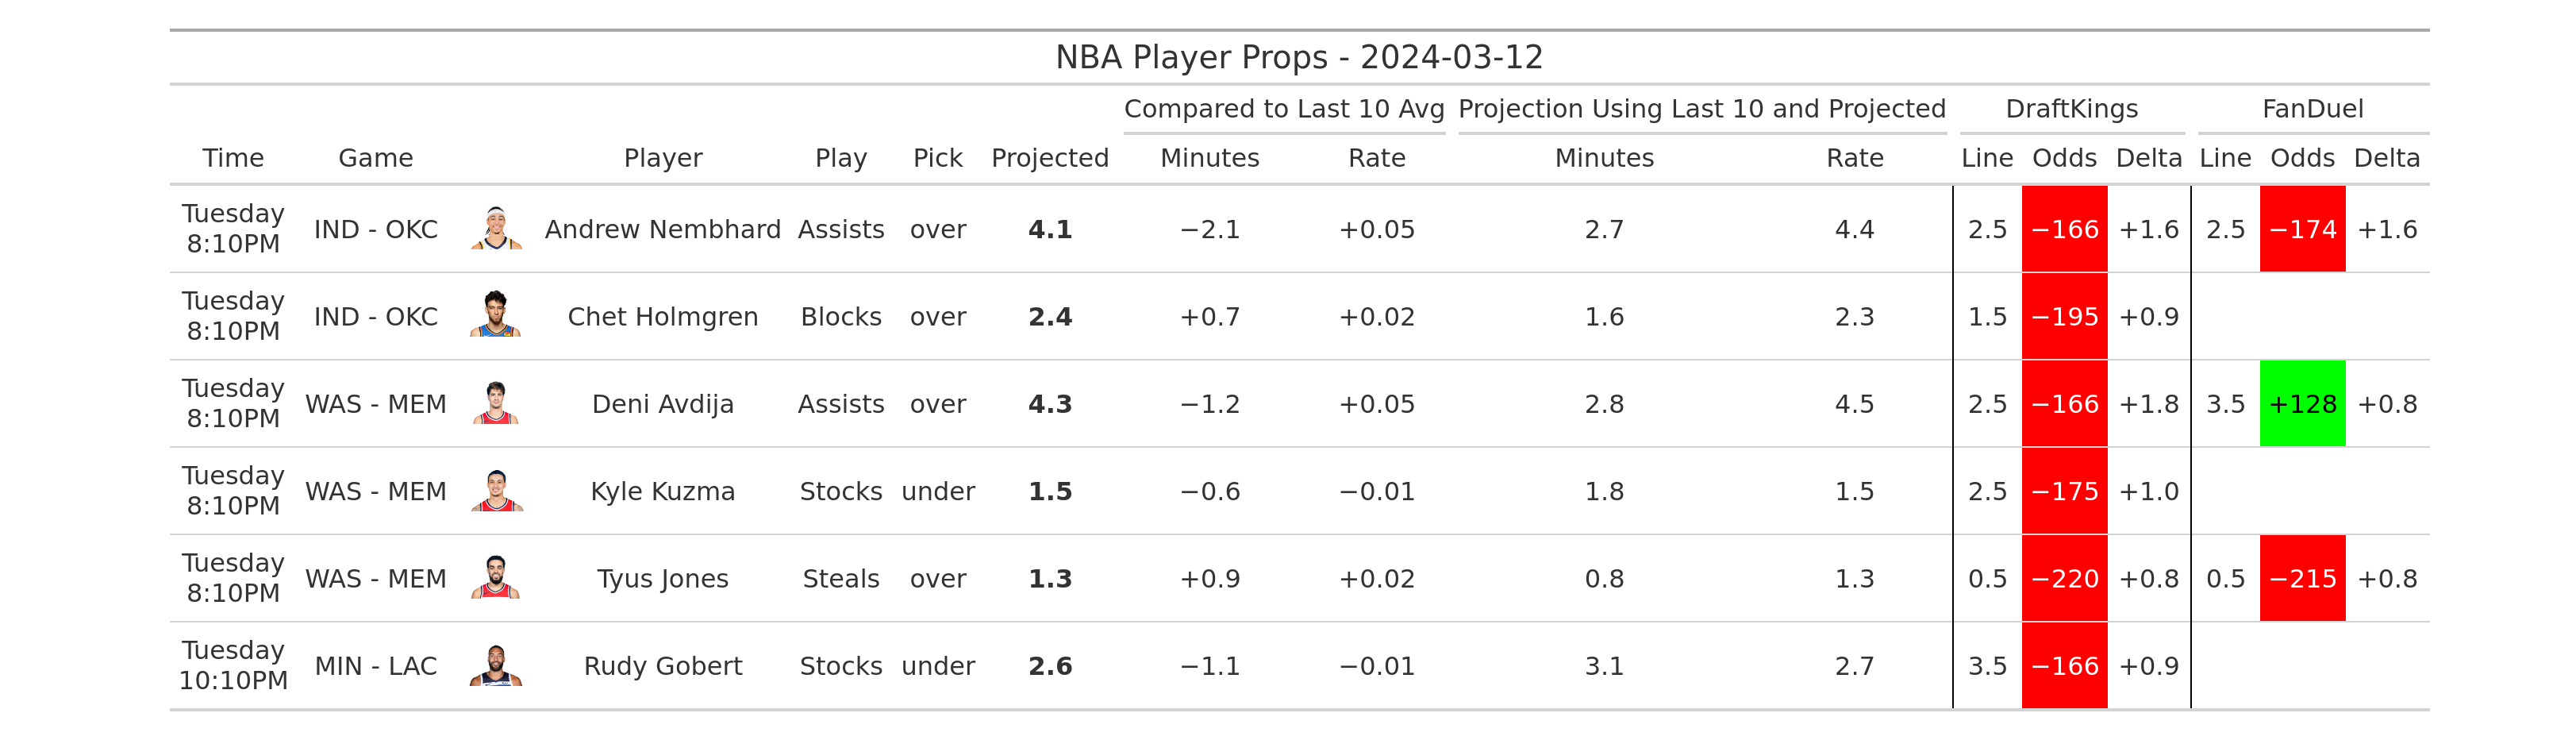 NBA Player Props - 2024-03-12
Compared to Last 10 Avg Projection Using Last 10 and Projected DraftKings FanDuel
Time Game Player Play Pick Projected Minutes Rate Minutes Rate Line Odds Delta Line Odds Delta
Tuesday
8:10PM IND - OKC Andrew Nembhard Assists over 4.1 −2.1 +0.05 2.7 4.4 2.5 −166 +1.6 2.5 −174 +1.6
Tuesday
8:10PM IND - OKC Chet Holmgren Blocks over 2.4 +0.7 +0.02 1.6 2.3 1.5 −195 +0.9
Tuesday
8:10PM WAS - MEM Deni Avdija Assists over 4.3 −1.2 +0.05 2.8 4.5 2.5 −166 +1.8 3.5 +128 +0.8
Tuesday
8:10PM WAS - MEM Kyle Kuzma Stocks under 1.5 −0.6 −0.01 1.8 1.5 2.5 −175 +1.0
Tuesday
8:10PM WAS - MEM Tyus Jones Steals over 1.3 +0.9 +0.02 0.8 1.3 0.5 −220 +0.8 0.5 −215 +0.8
Tuesday
10:10PM MIN - LAC Rudy Gobert Stocks under 2.6 −1.1 −0.01 3.1 2.7 3.5 −166 +0.9